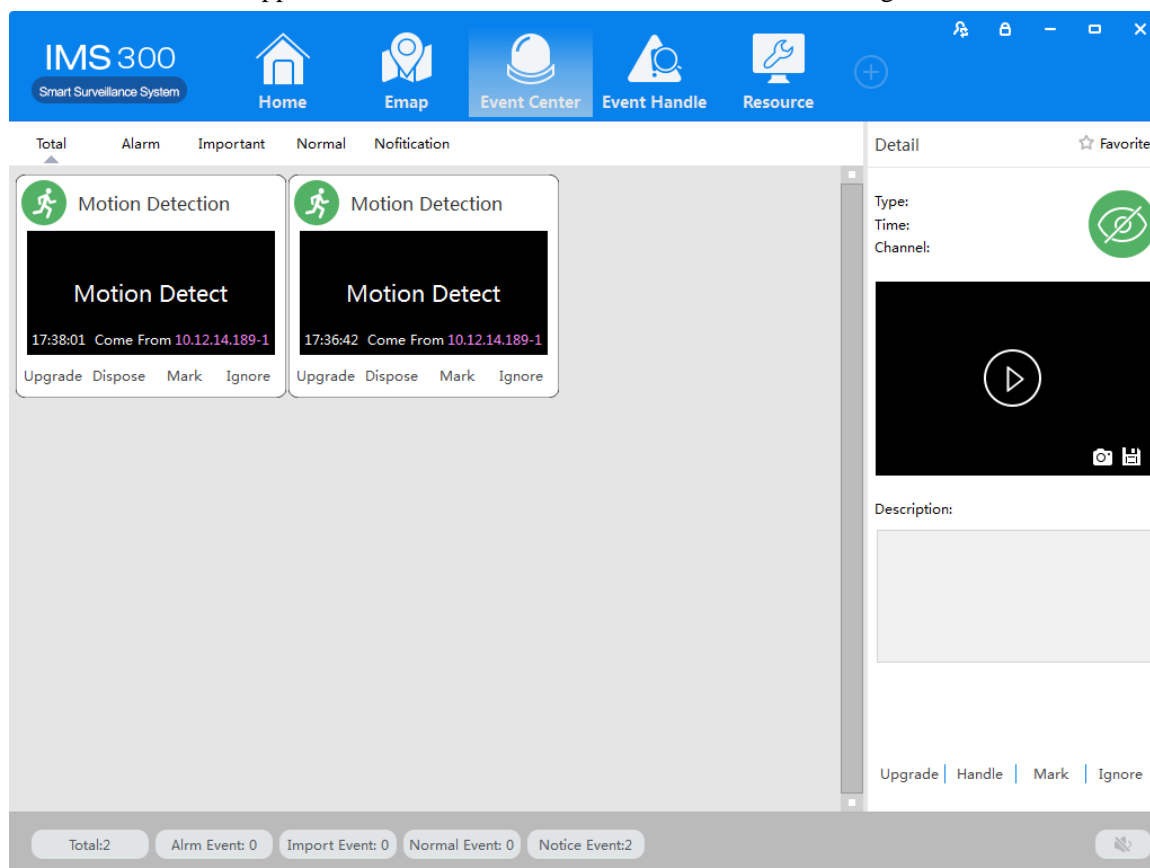 IMS 300
Smart Surveillance System
Home
Emap
Event Center
Event Handle
Resource
Total
Alarm
Important
Normal
Nofitication
Detail
Favorite
Motion Detection
Motion Detect
17:38:01 Come From 10.12.14.189-1
Upgrade Dispose Mark Ignore
Motion Detection
Motion Detect
17:36:42 Come From 10.12.14.189-1
Upgrade Dispose Mark Ignore
Type:
Time:
Channel:
Description:
Upgrade Handle Mark Ignore
Total:2
Alrm Event: 0
Import Event: 0
Normal Event: 0
Notice Event:2